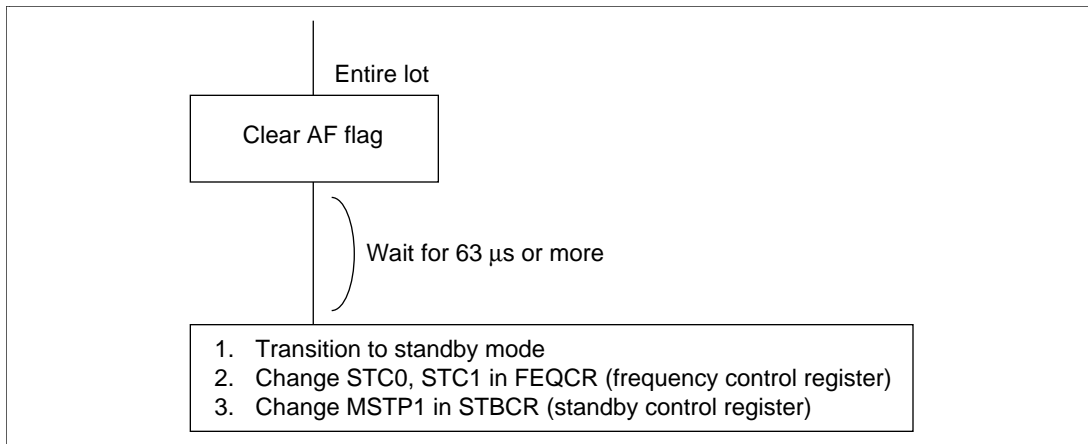 Entire lot
Clear AF flag
Wait for 63 μs or more
1. Transition to standby mode
2. Change STC0, STC1 in FEQCR (frequency control register)
3. Change MSTP1 in STBCR (standby control register)